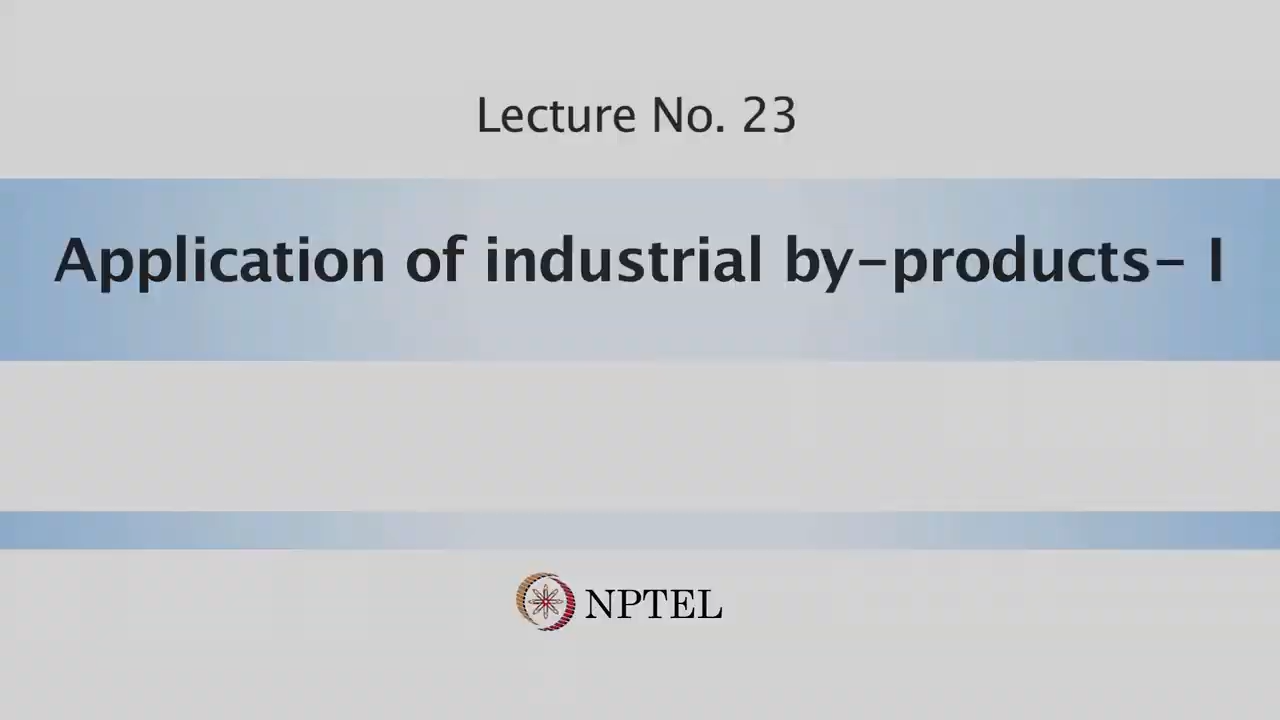 Lecture No. 23
Application of industrial by-products- I
NPTEL